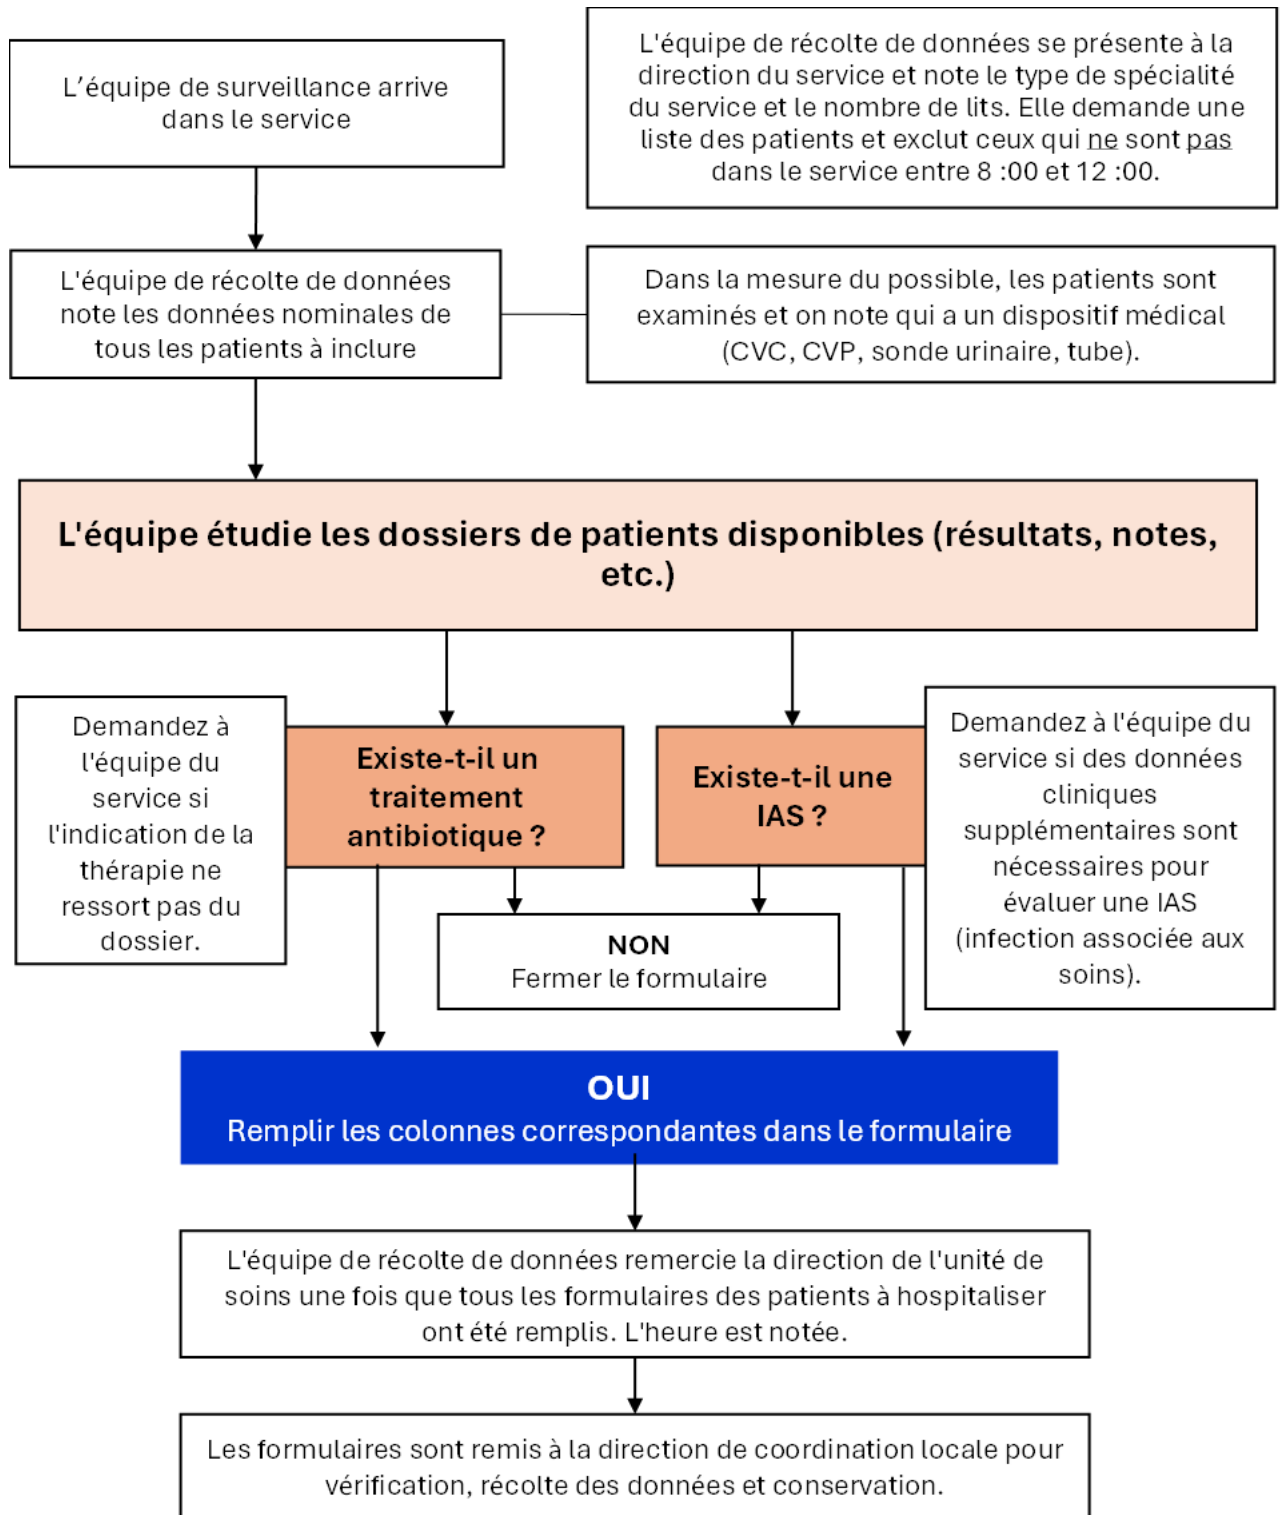 L'équipe de surveillance arrive
dans le service
L'équipe de récolte de données se présente à la
direction du service et note le type de spécialité
du service et le nombre de lits. Elle demande une
liste des patients et exclut ceux qui ne sont pas
dans le service entre 8 :00 et 12 :00.
L'équipe de récolte de données
note les données nominales de
tous les patients à inclure
Dans la mesure du possible, les patients sont
examinés et on note qui a un dispositif médical
(CVC, CVP, sonde urinaire, tube).
L'équipe étudie les dossiers de patients disponibles (résultats, notes,
etc.)
Demandez à
l'équipe du
service si
l'indication de la
thérapie ne
ressort pas du
dossier.
Existe-t-il un
traitement
antibiotique ?
Existe-t-il une
IAS ?
Demandez à l'équipe du
service si des données
cliniques
supplémentaires sont
nécessaires pour
évaluer une IAS
(infection associée aux
soins).
NON
Fermer le formulaire
OUI
Remplir les colonnes correspondantes dans le formulaire
L'équipe de récolte de données remercie la direction de l'unité de
soins une fois que tous les formulaires des patients à hospitaliser
ont été remplis. L'heure est notée.
Les formulaires sont remis à la direction de coordination locale pour
vérification, récolte des données et conservation.